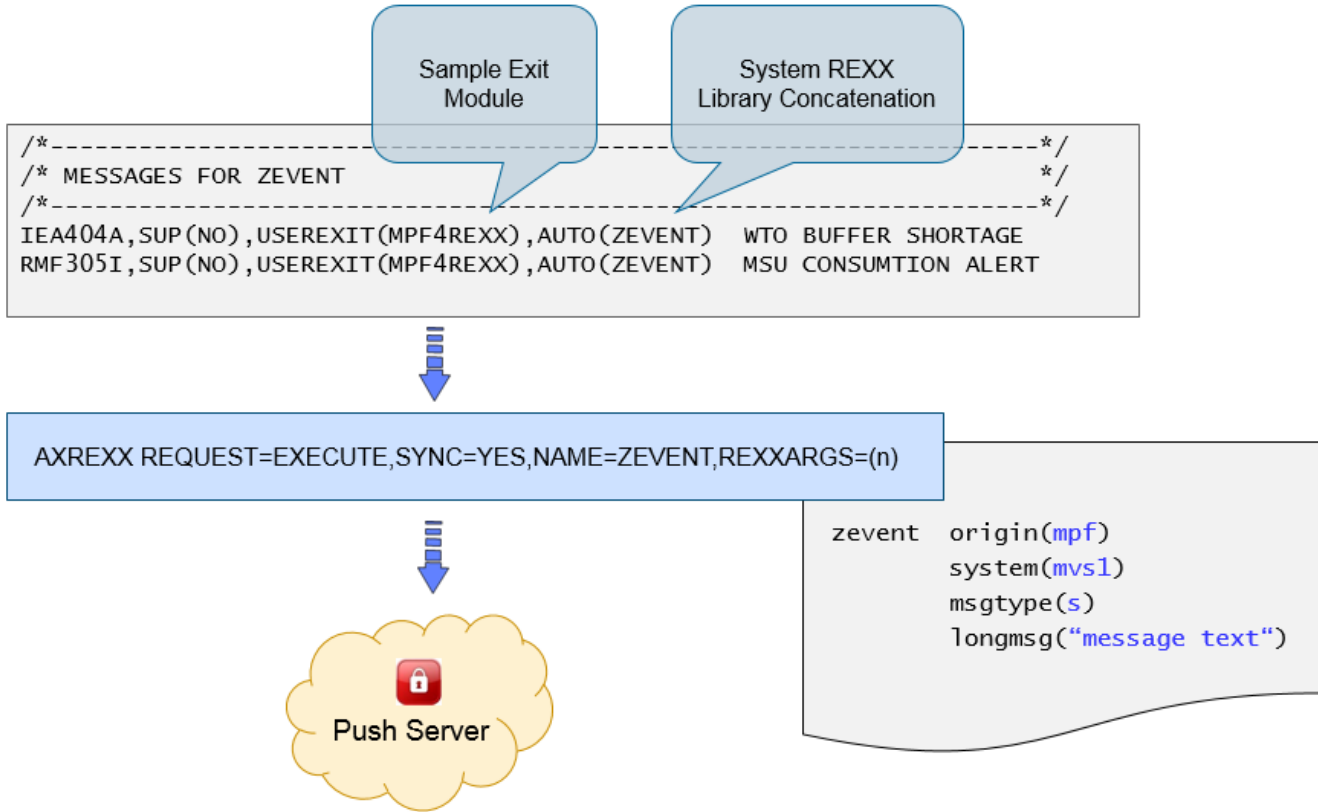 Sample Exit
Module
System REXX
Library Concatenation
/*------------------------------------------------------------------*/
/* MESSAGES FOR ZEVENT                                              */
/*------------------------------------------------------------------*/
IEA404A,SUP(NO),USEREXIT(MPF4REXX),AUTO(ZEVENT)  WTO BUFFER SHORTAGE
RMF305I,SUP(NO),USEREXIT(MPF4REXX),AUTO(ZEVENT)  MSU CONSUMTION ALERT
AXREXX REQUEST=EXECUTE,SYNC=YES,NAME=ZEVENT,REXXARGS=(n)
zevent  origin(mpf)
system(mvs1)
msgtype(s)
longmsg(“message text“)
Push Server